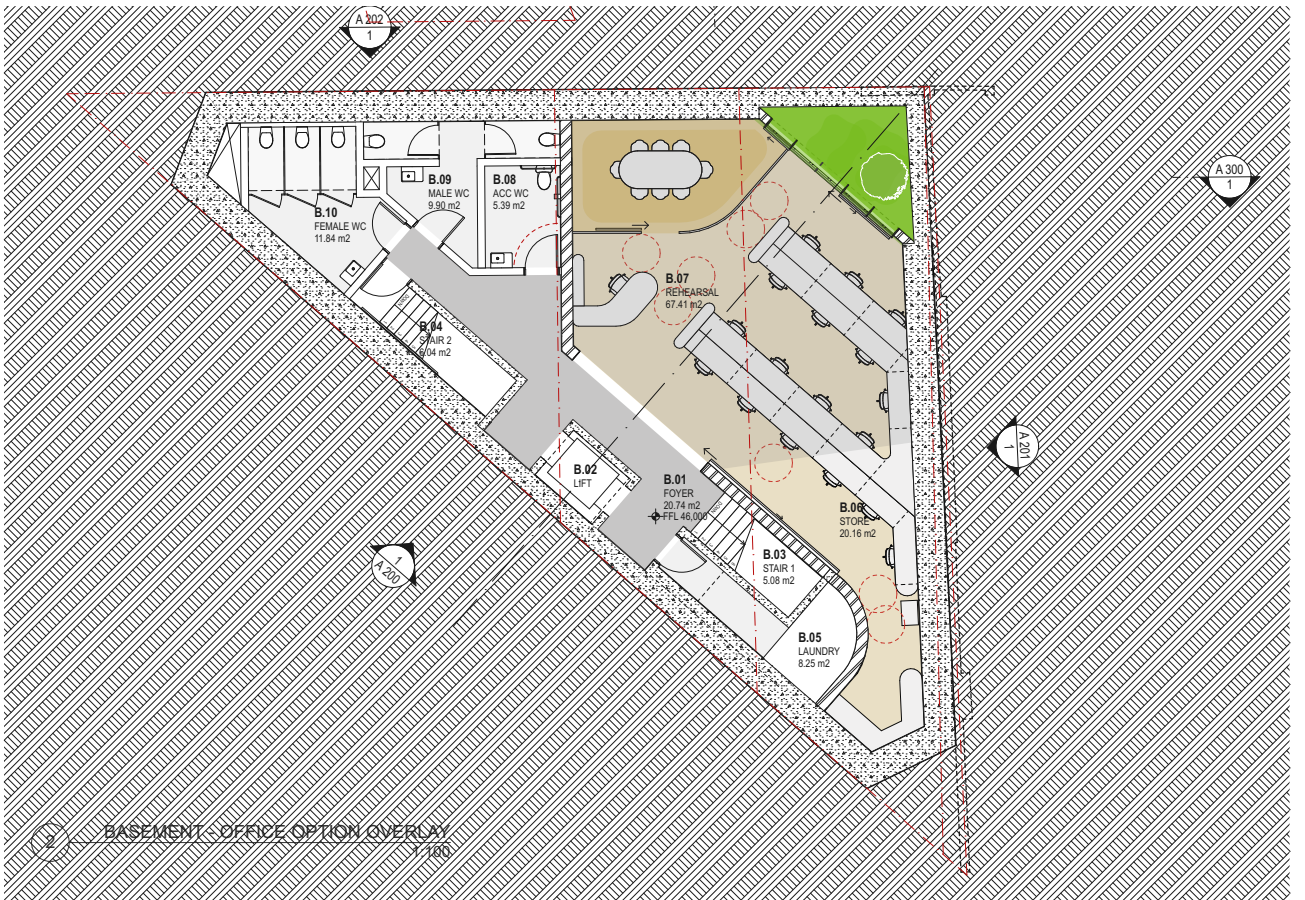 A 202
1
A 300
1
B.09
MALE WC
9.90 m2
B.08
ACC WC
5.39 m2
B.10
FEMALE WC
11.84 m2
B.07
REHEARSAL
67.41 m2
B.04
STAIR 2
6.04 m2
A 201
1
B.02
LIFT
B.01
FOYER
20.74 m2
FFL 46,000
B.06
STORE
20.16 m2
B.03
STAIR 1
5.08 m2
1
A 200
B.05
LAUNDRY
8.25 m2
2
BASEMENT - OFFICE OPTION OVERLAY
1:100